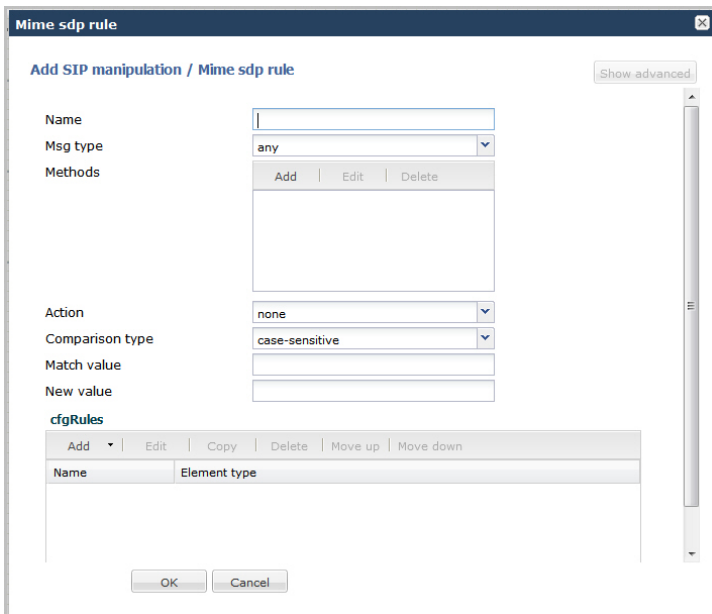 Mime sdp rule
Add SIP manipulation / Mime sdp rule
Show advanced
Name
Msg type any
Methods Add Edit Delete
Action none
Comparison type case-sensitive
Match value
New value
cfgRules
Add Edit Copy Delete Move up Move down
Name Element type
OK Cancel